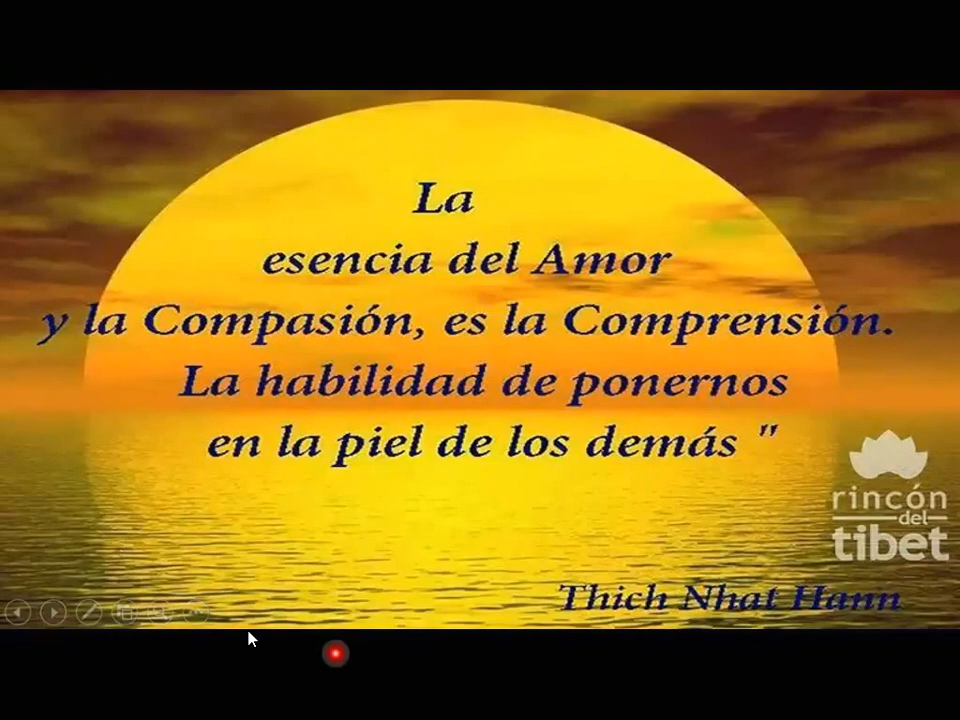 La
esencia del Amor
y la Compasión, es la Comprensión.
La habilidad de ponernos
en la piel de los demás "
rincón
del
tibet
Thich Nhat Hann